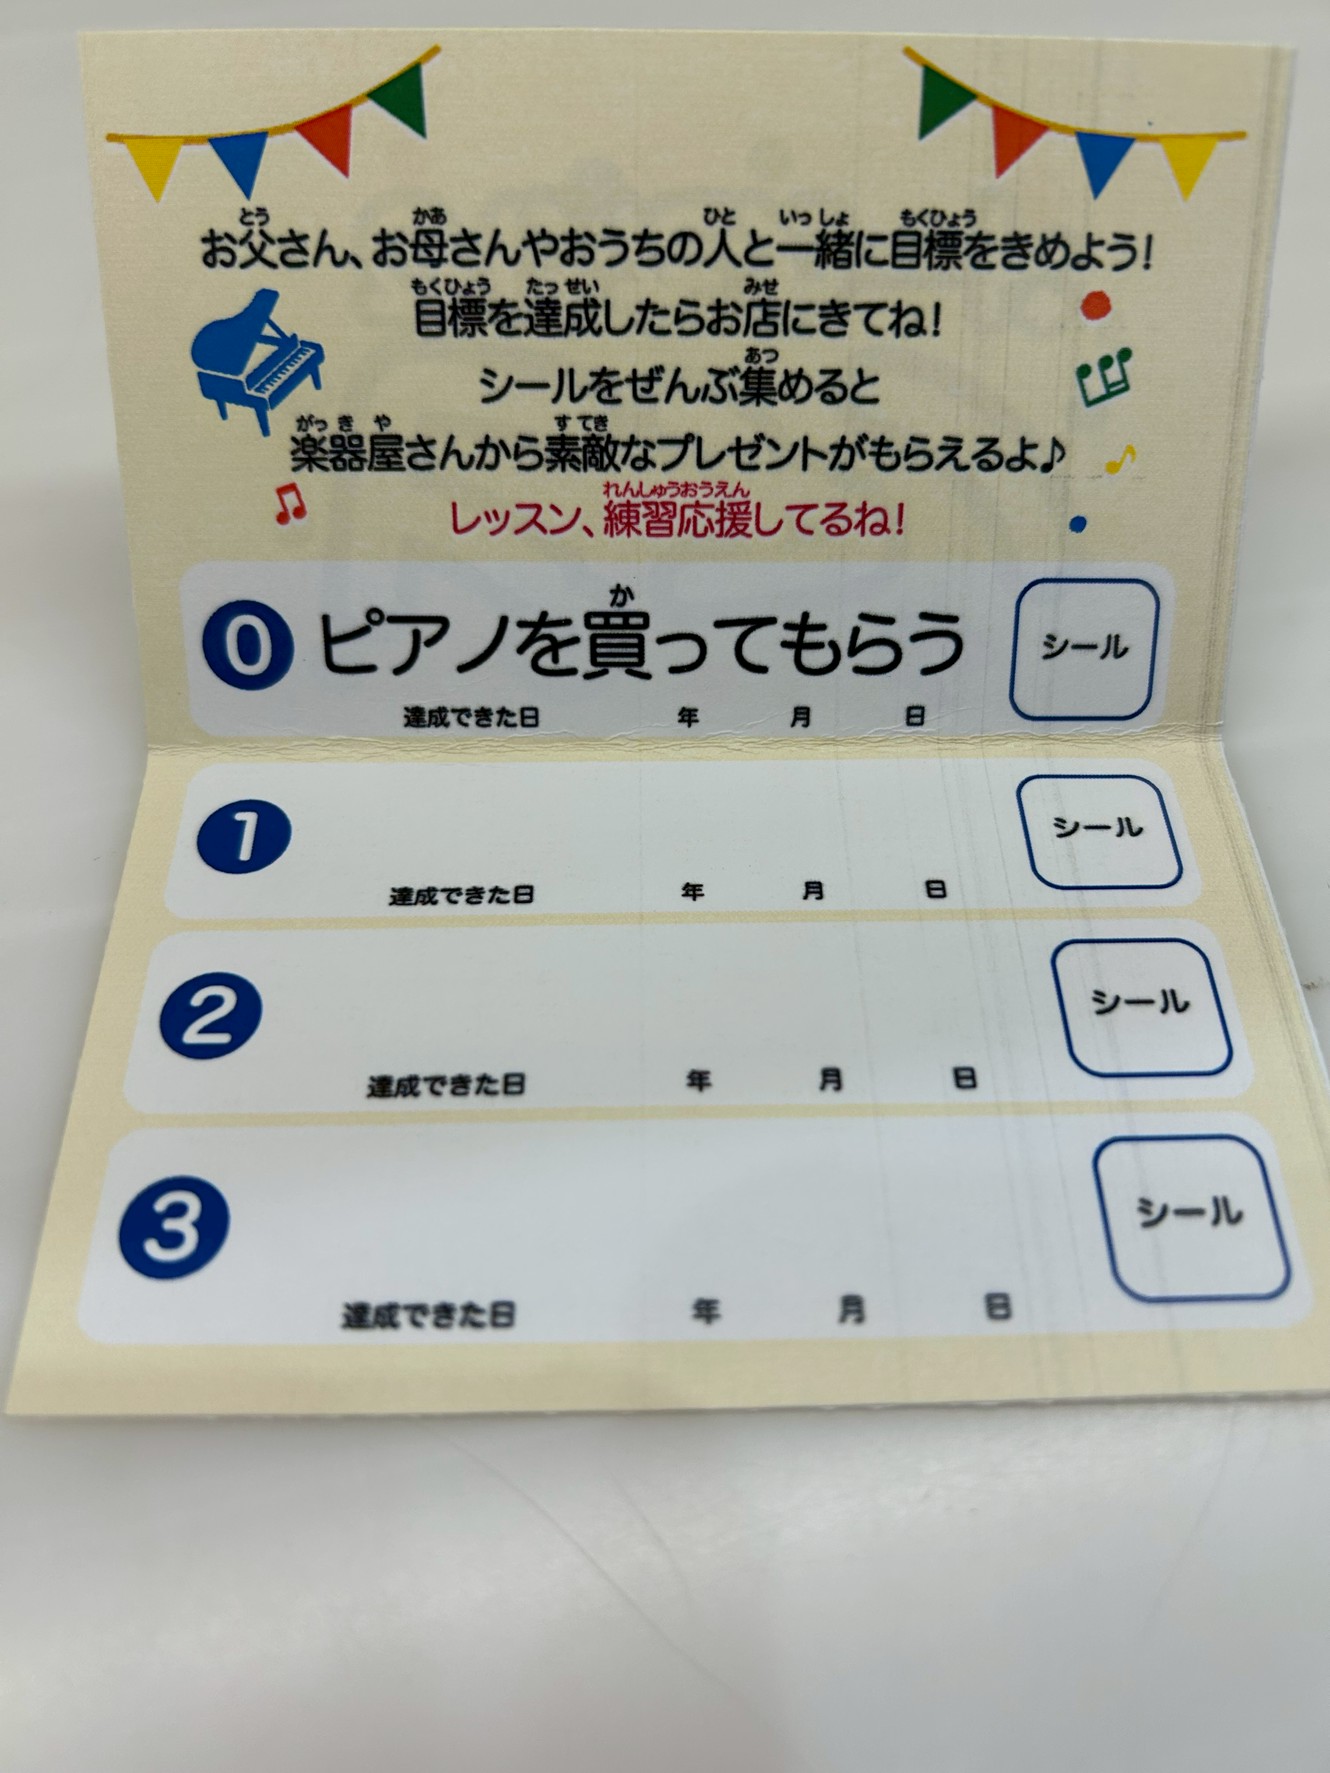 お父さん、お母さんやおうちの人と一緒に目標をきめよう！
目標を達成したらお店にきてね！
シールをぜんぶ集めると
楽器屋さんから素敵なプレゼントがもらえるよ♪
レッスン、練習応援してるね！
0 ピアノを買ってもらう シール
達成できた日 年 月 日
1 シール
達成できた日 年 月 日
2 シール
達成できた日 年 月 日
3 シール
達成できた日 年 月 日